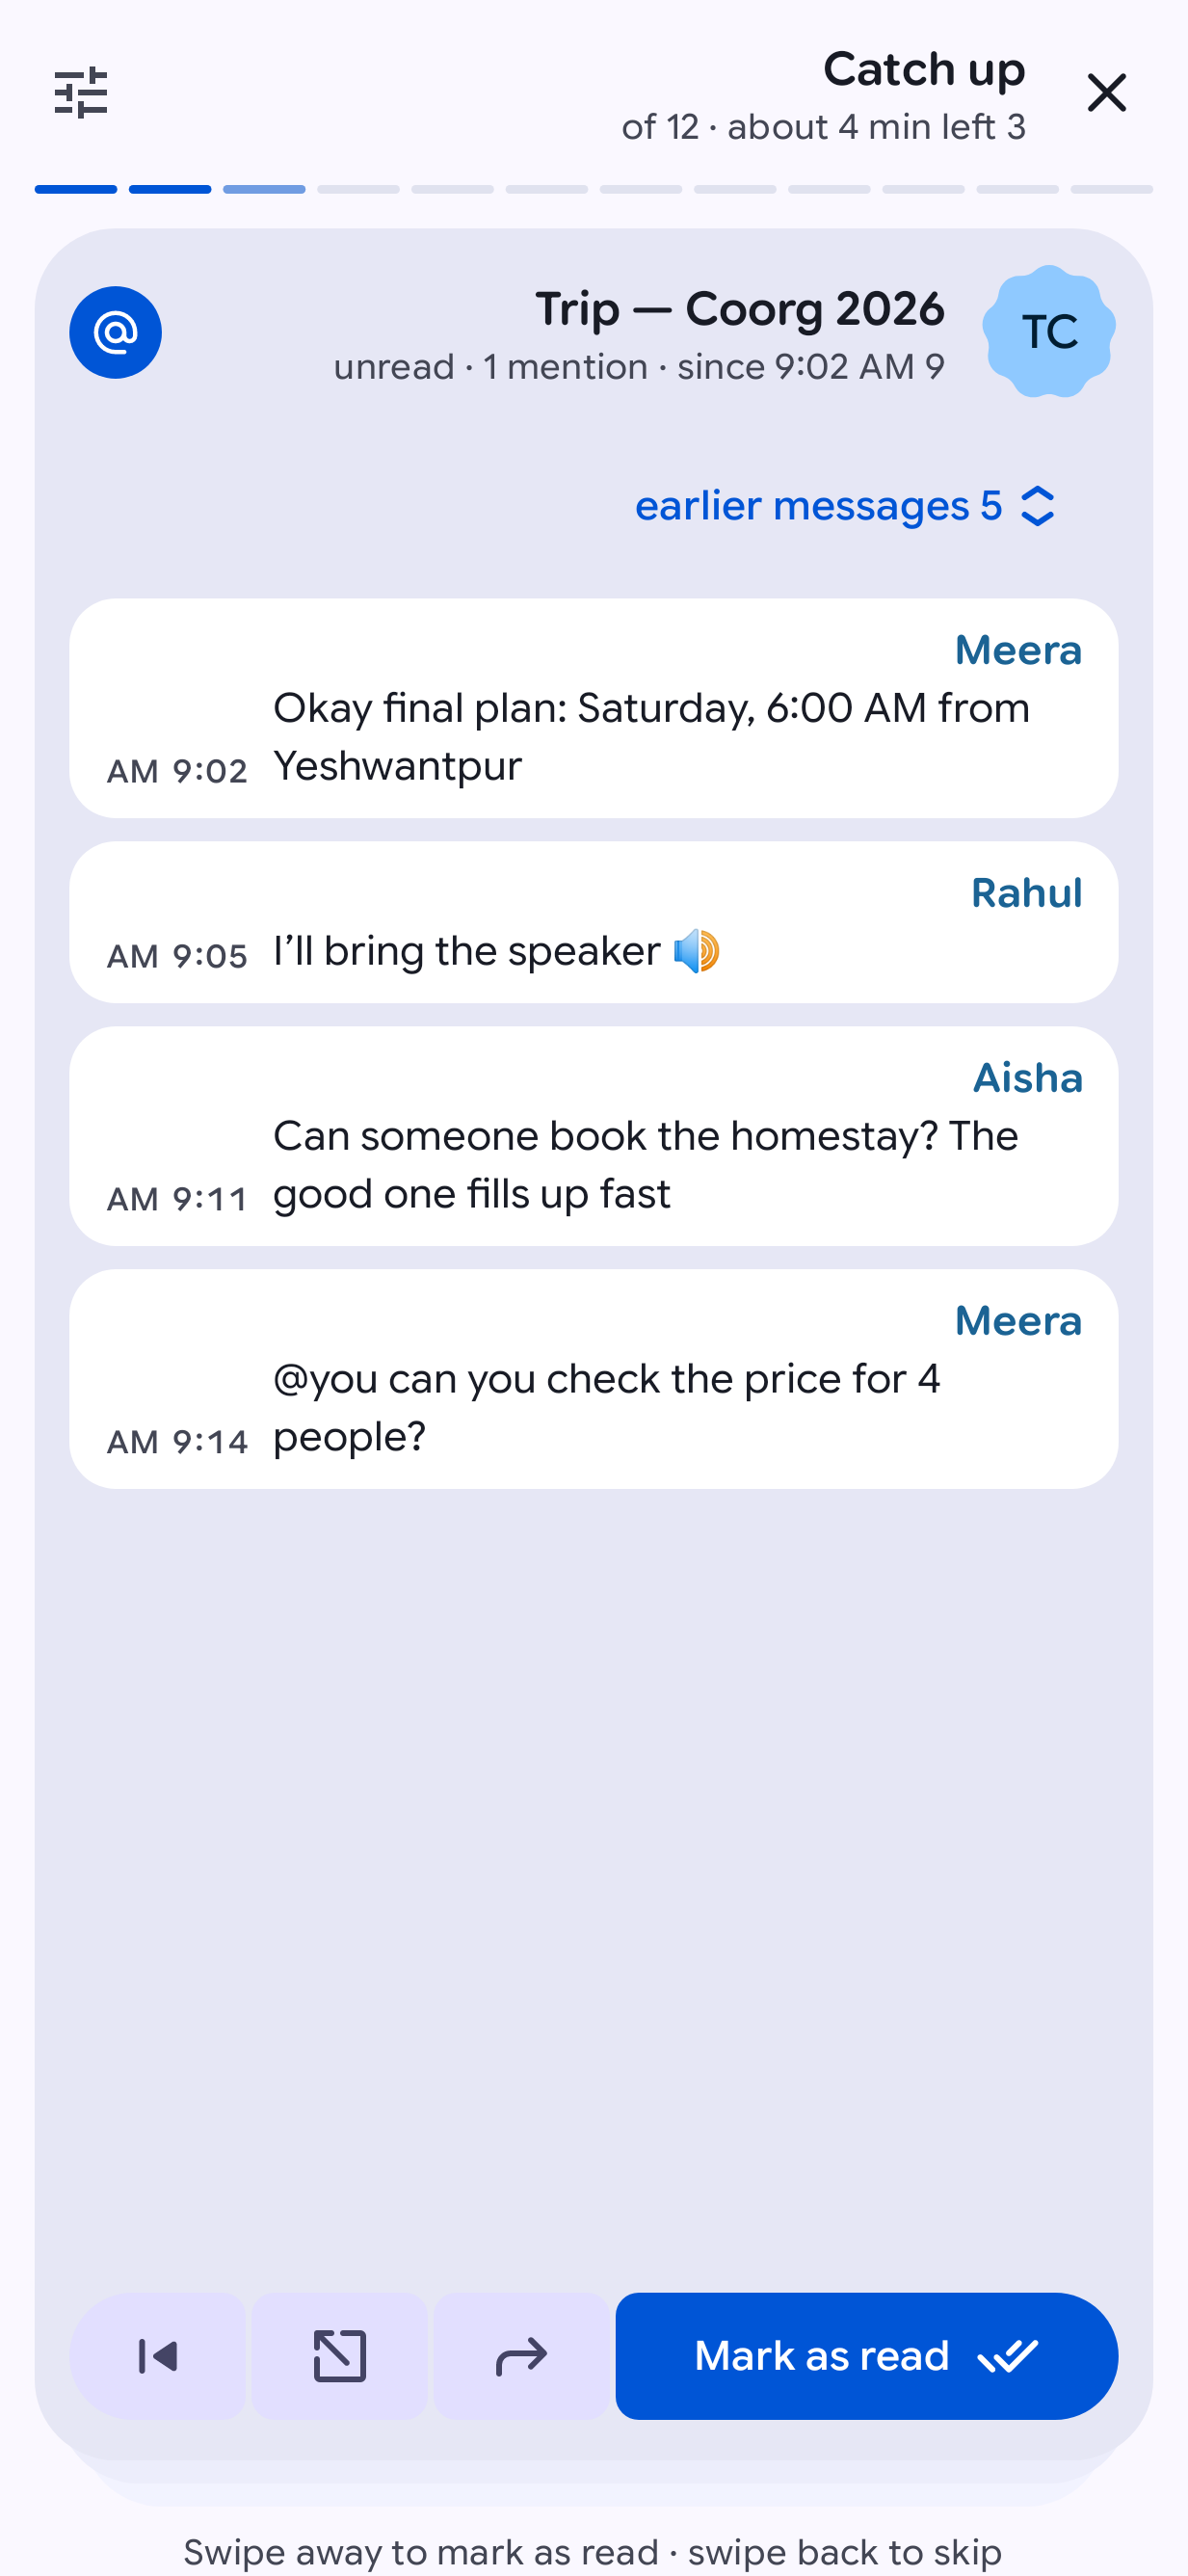 Catch up
of 12 · about 4 min left 3
Trip — Coorg 2026
unread · 1 mention · since 9:02 AM 9
TC
earlier messages 5
Meera
Okay final plan: Saturday, 6:00 AM from
Yeshwantpur
AM 9:02
Rahul
I’ll bring the speaker 🔊
AM 9:05
Aisha
Can someone book the homestay? The
good one fills up fast
AM 9:11
Meera
@you can you check the price for 4
people?
AM 9:14
Mark as read
Swipe away to mark as read · swipe back to skip